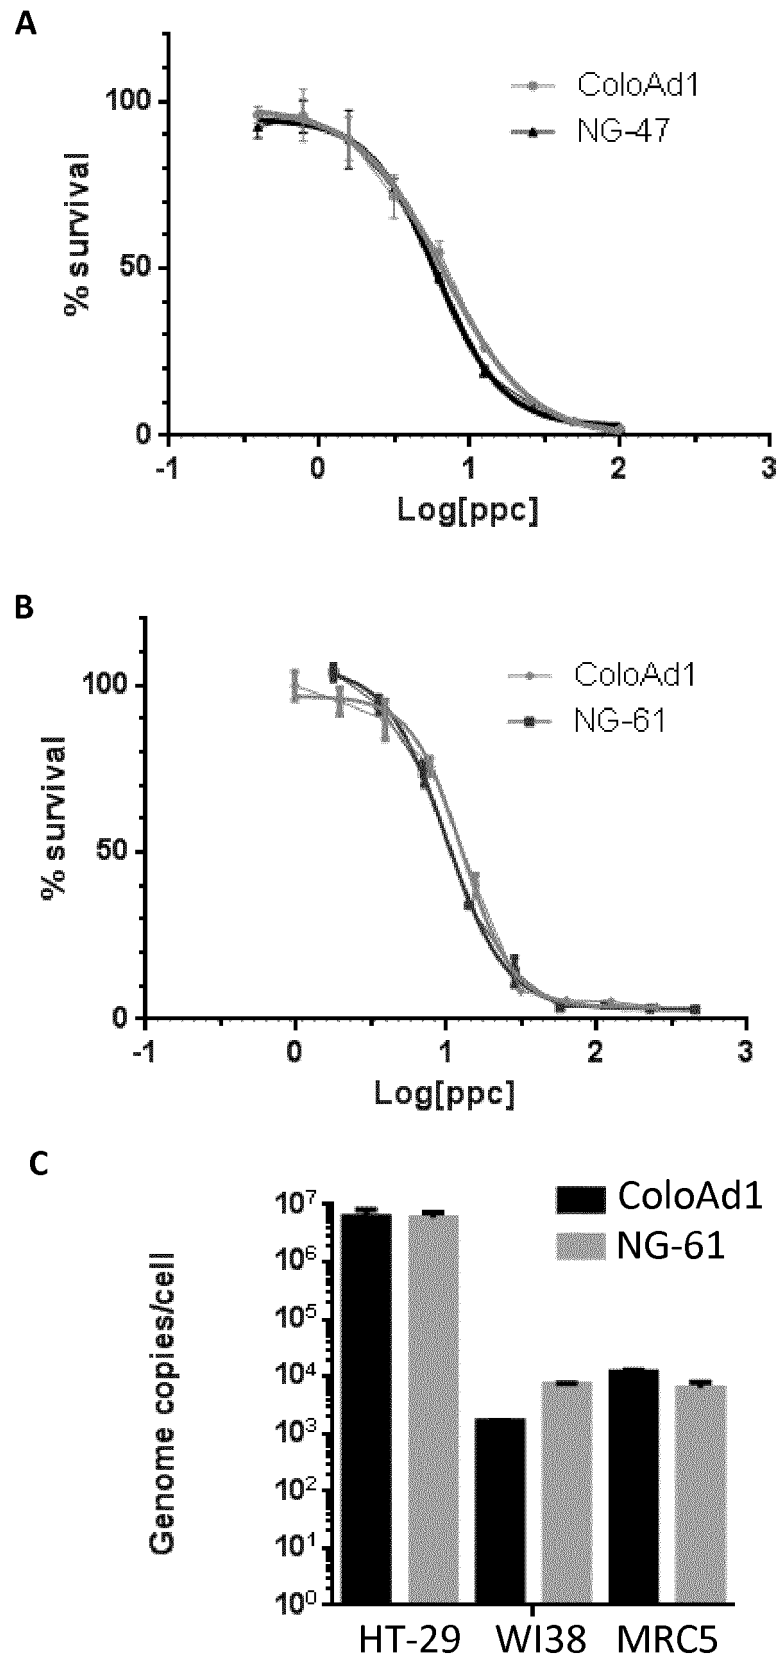 A
ColoAd1
NG-47
% survival
100
50
0
-1 0 1 2 3
Log[ppc]
B
ColoAd1
NG-61
% survival
100
50
0
-1 0 1 2 3
Log[ppc]
C
ColoAd1
NG-61
Genome copies/cell
10⁷
10⁶
10⁵
10⁴
10³
10²
10¹
10⁰
HT-29 WI38 MRC5